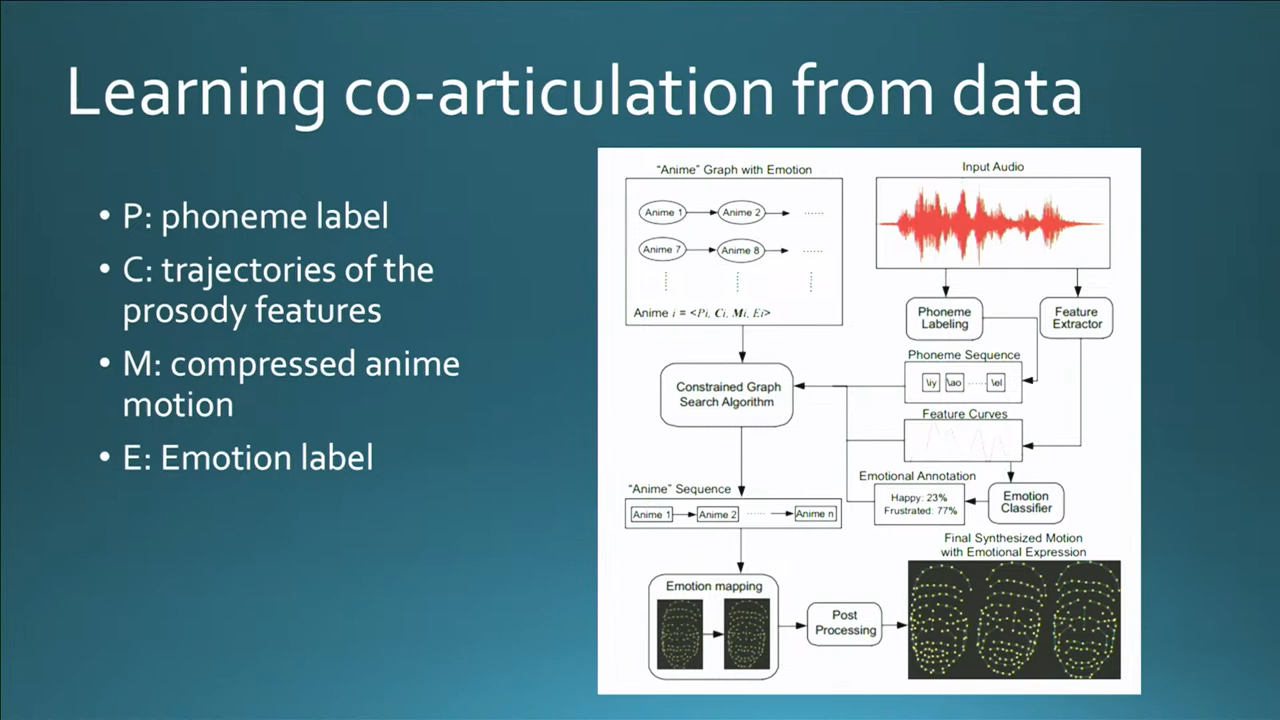 Learning co-articulation from data
• P: phoneme label
• C: trajectories of the
prosody features
• M: compressed anime
motion
• E: Emotion label
"Anime" Graph with Emotion
Anime 1
Anime 2
......
Anime 7
Anime 8
......
Anime i = <Pi, Ci, Mi, Ei>
Input Audio
Phoneme
Labeling
Feature
Extractor
Constrained Graph
Search Algorithm
Phoneme Sequence
\iy
\ao
......
\el
Feature Curves
Emotional Annotation
Happy: 23%
Frustrated: 77%
Emotion
Classifier
"Anime" Sequence
Anime 1
Anime 2
......
Anime n
Emotion mapping
Post
Processing
Final Synthesized Motion
with Emotional Expression